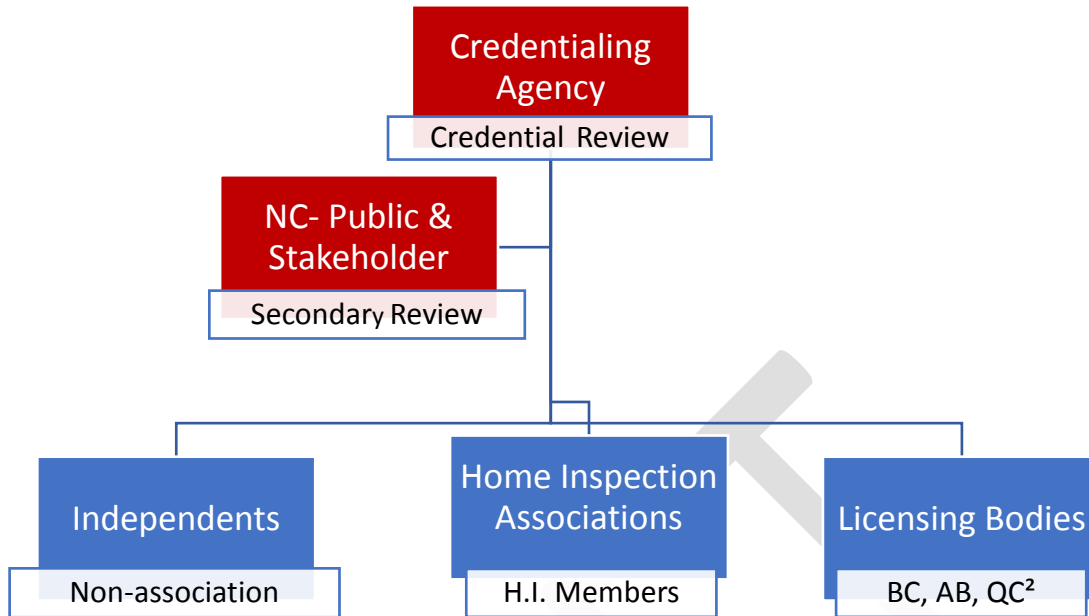 Credentialing
Agency
Credential Review
NC- Public &
Stakeholder
Secondary Review
Independents
Non-association
Home Inspection
Associations
H.I. Members
Licensing Bodies
BC, AB, QC²